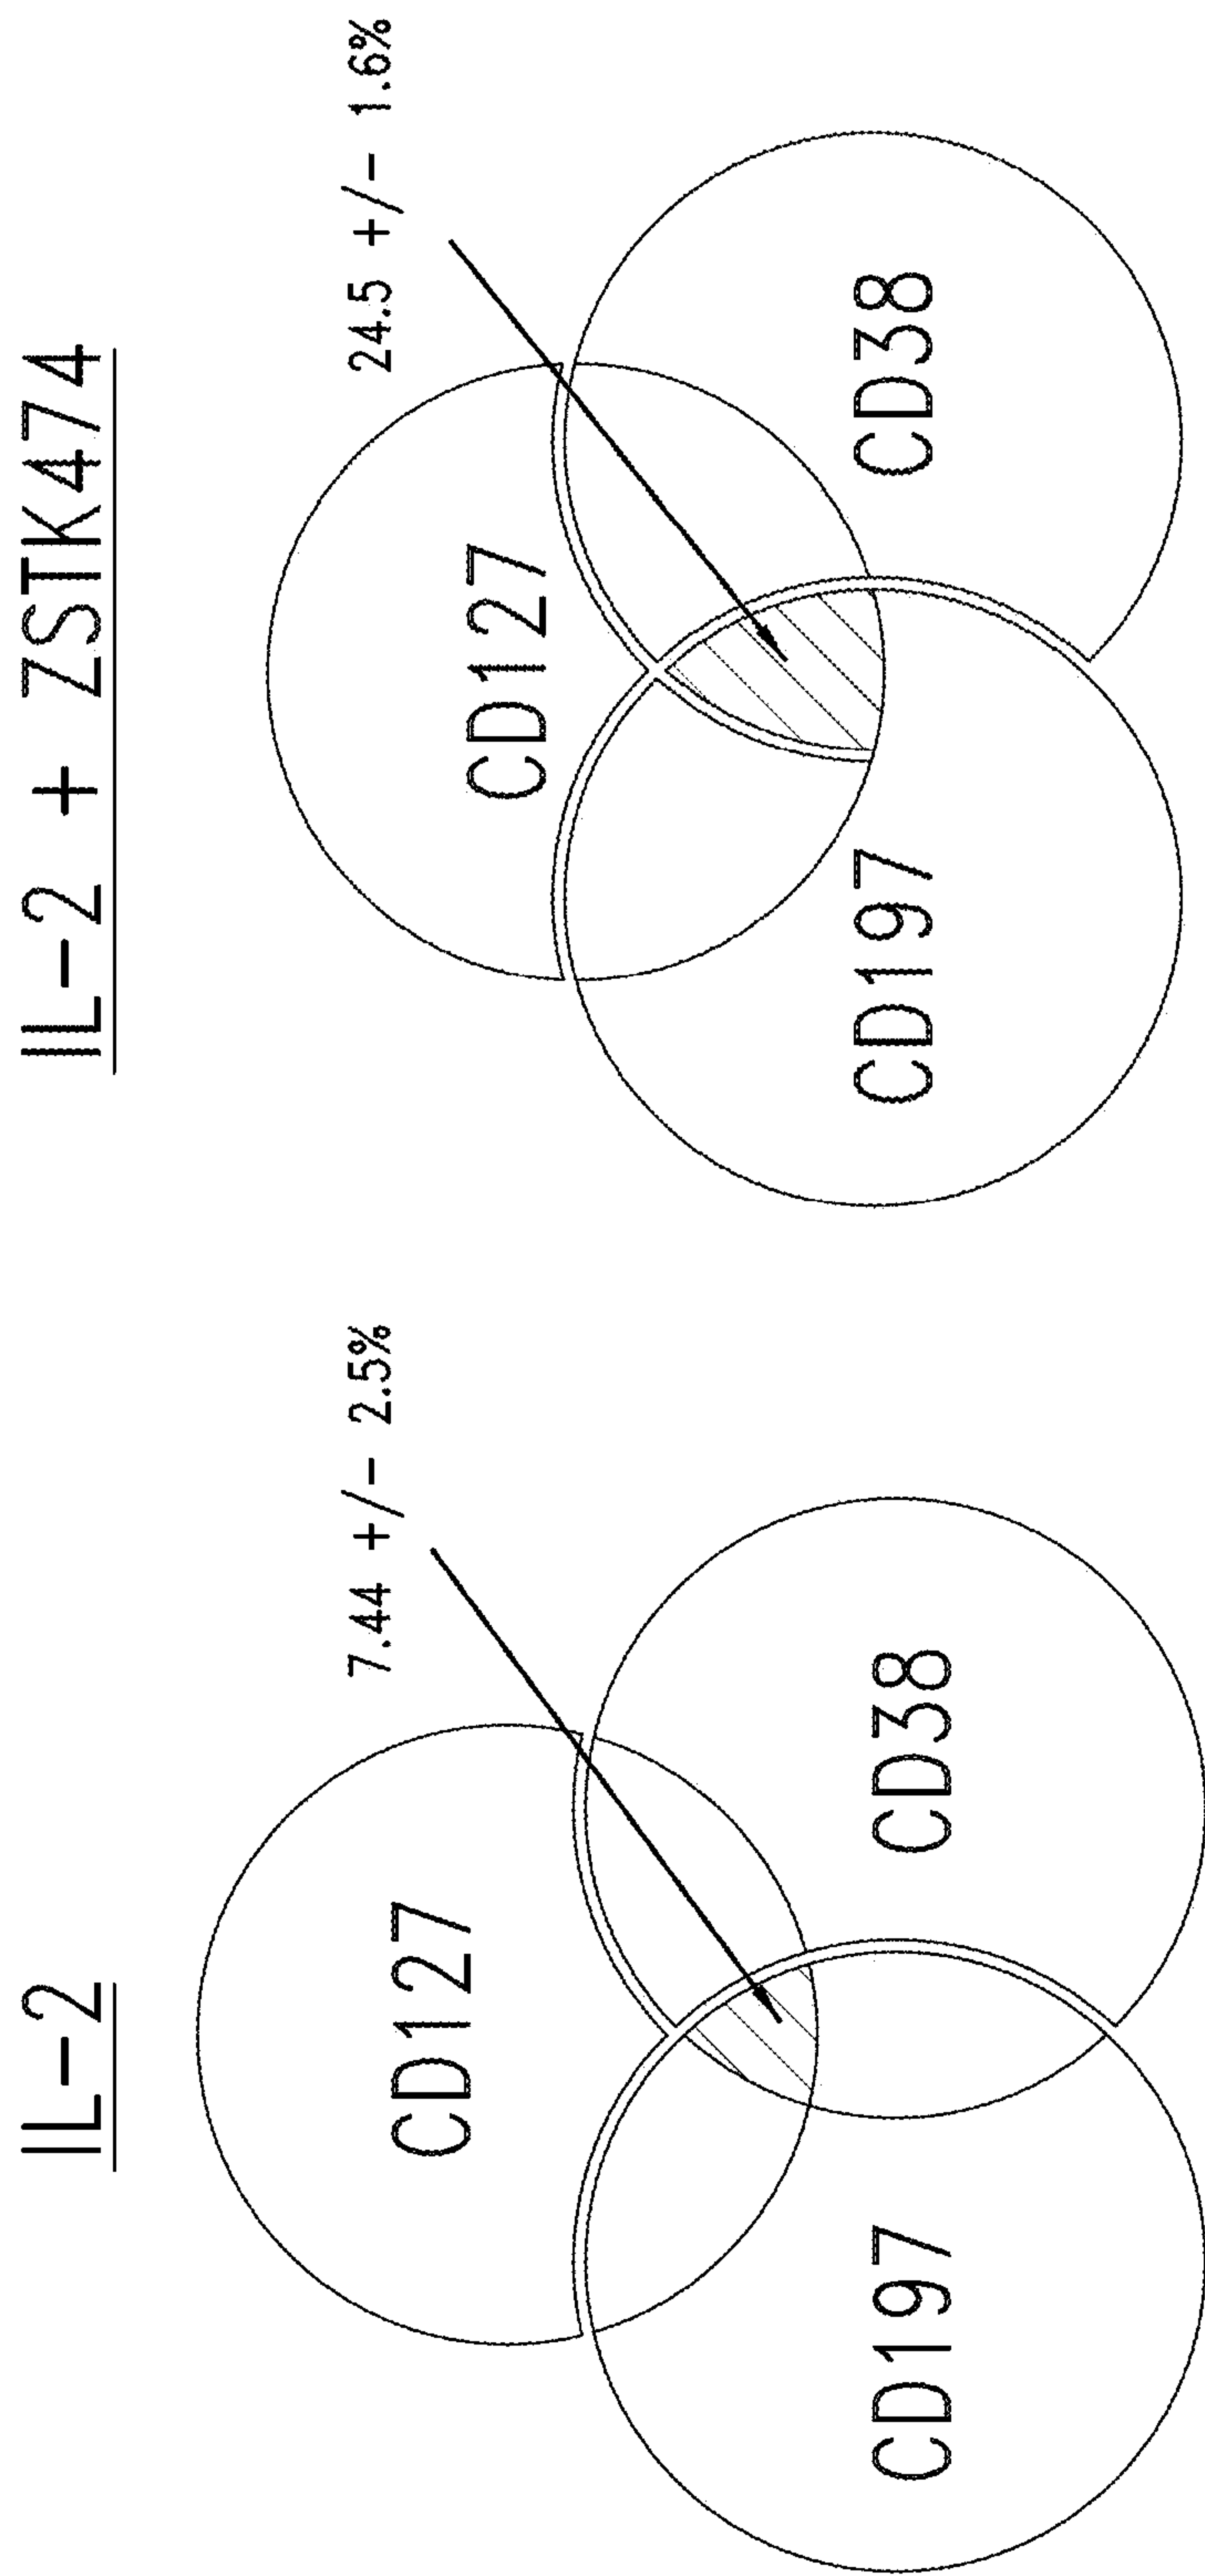 IL-2
7.44 +/- 2.5%
CD127
CD197
CD38
IL-2 + ZSTK474
24.5 +/- 1.6%
CD127
CD197
CD38